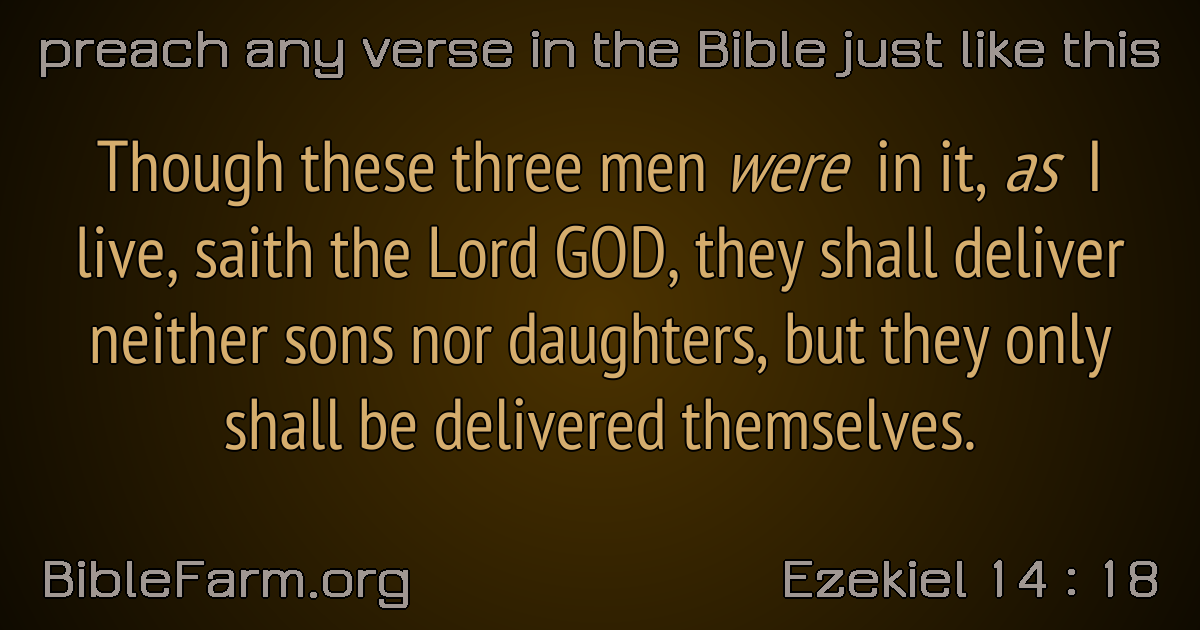 preach any verse in the Bible just like this
Though these three men were in it, as I
live, saith the Lord GOD, they shall deliver
neither sons nor daughters, but they only
shall be delivered themselves.
BibleFarm.org
Ezekiel 14 : 18